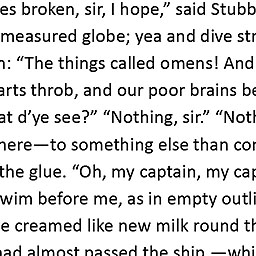 es broken, sir, I hope,” said Stubb
measured globe; yea and dive str
: “The things called omens! And
arts throb, and our poor brains be
at d’ye see?” “Nothing, sir.” “Noth
here—to something else than con
the glue. “Oh, my captain, my cap
wim before me, as in empty outli
e creamed like new milk round th
had almost passed the ship,—whi